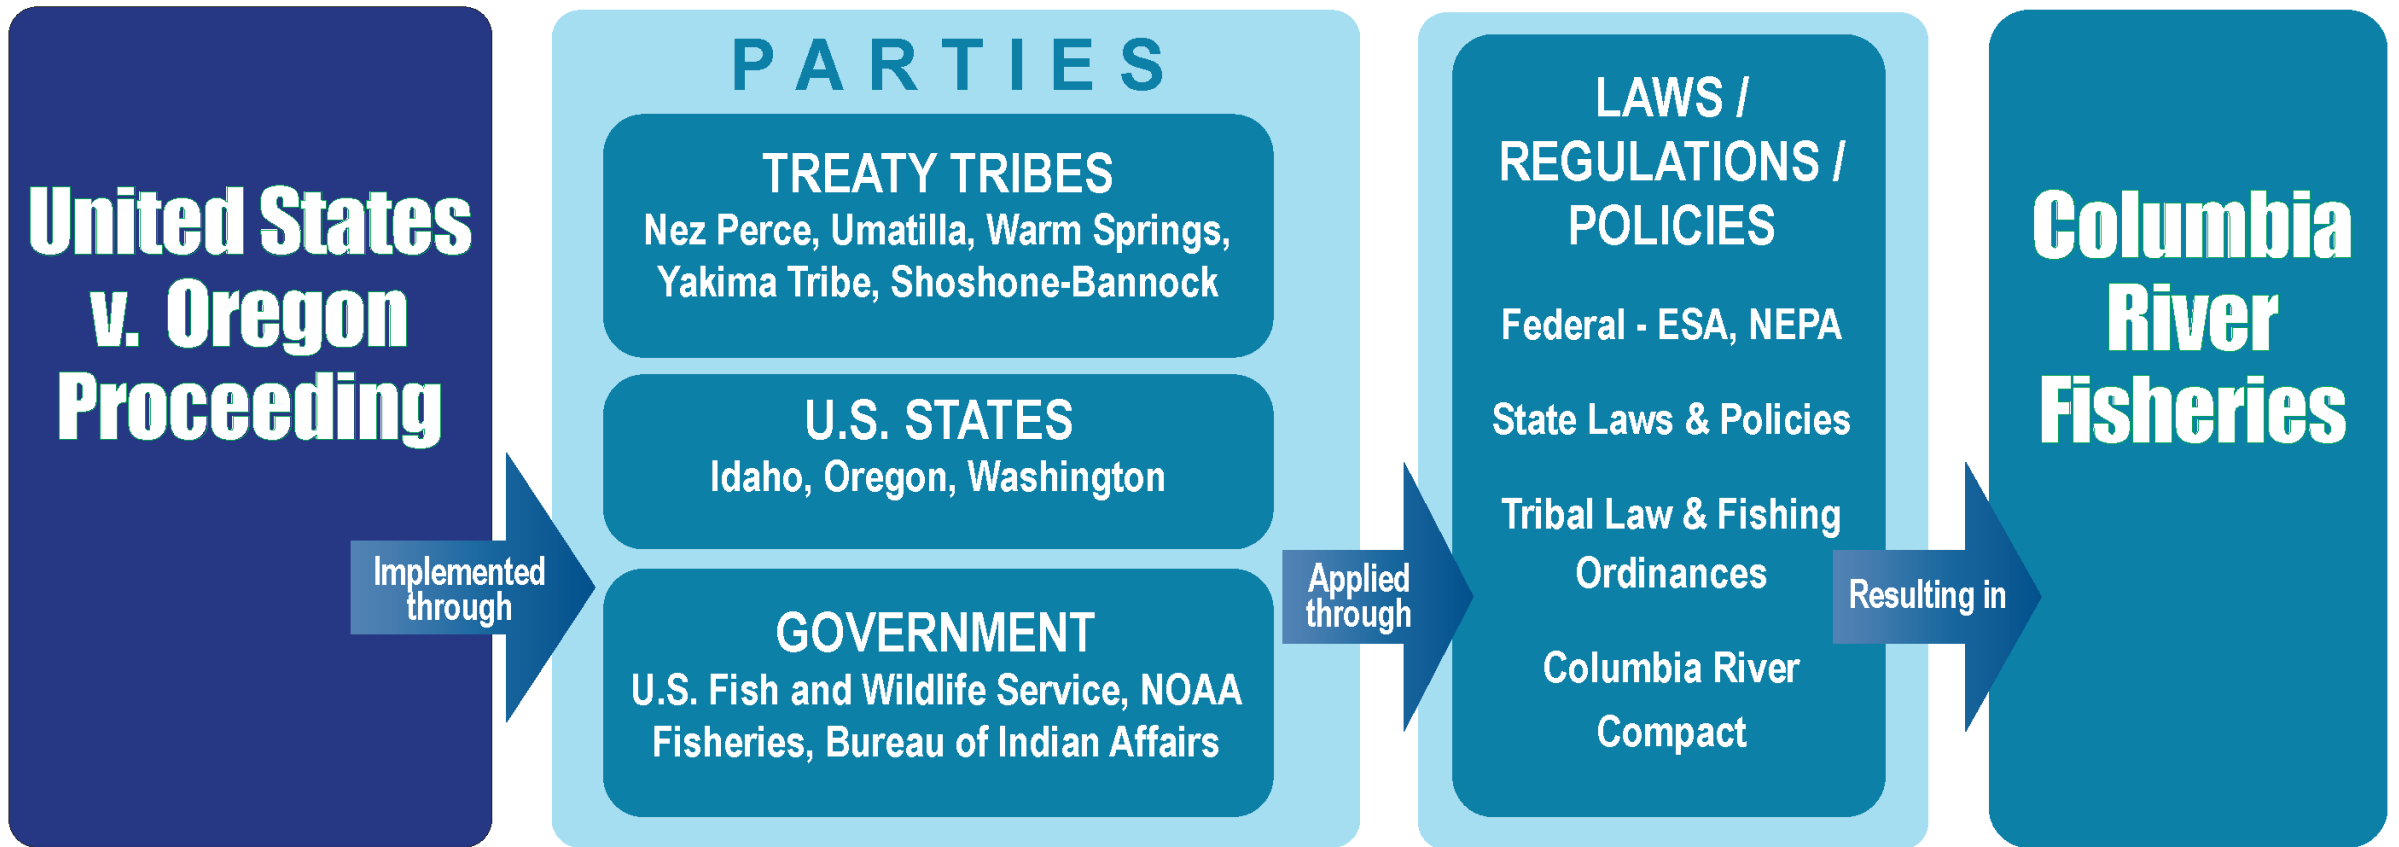 United States
v. Oregon
Proceeding
Implemented
through
PARTIES
TREATY TRIBES
Nez Perce, Umatilla, Warm Springs,
Yakima Tribe, Shoshone-Bannock
U.S. STATES
Idaho, Oregon, Washington
GOVERNMENT
U.S. Fish and Wildlife Service, NOAA
Fisheries, Bureau of Indian Affairs
Applied
through
LAWS /
REGULATIONS /
POLICIES
Federal - ESA, NEPA
State Laws & Policies
Tribal Law & Fishing
Ordinances
Columbia River
Compact
Resulting in
Columbia
River
Fisheries